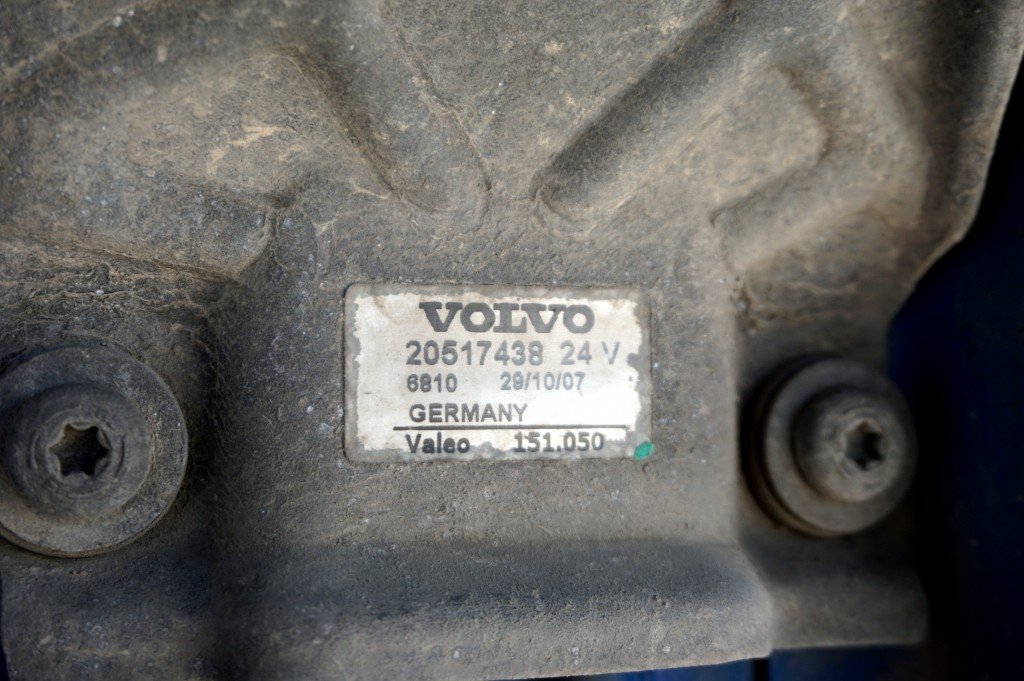 VOLVO
20517438 24 V
6810 29/10/07
GERMANY
Valeo 151.050